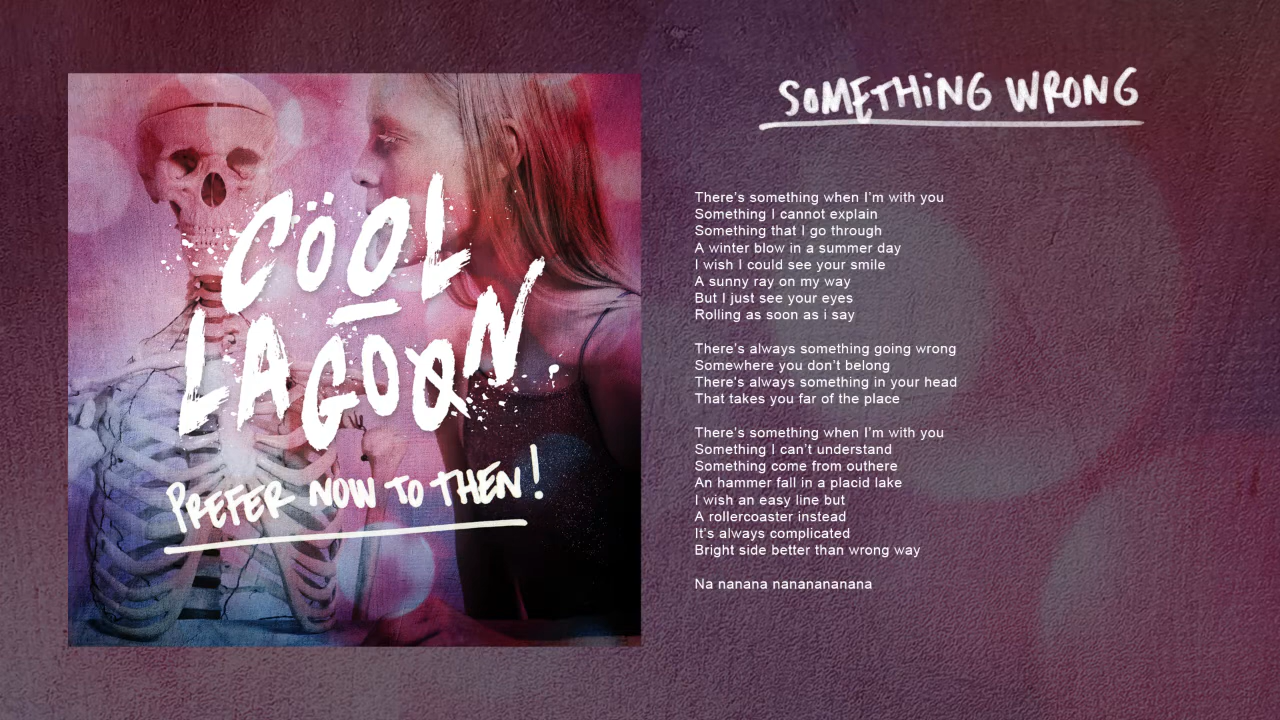 CÖOL
LAGOON
PREFER NOW TO THEN!
SOMETHING WRONG
There's something when I'm with you
Something I cannot explain
Something that I go through
A winter blow in a summer day
I wish I could see your smile
A sunny ray on my way
But I just see your eyes
Rolling as soon as i say
There's always something going wrong
Somewhere you don't belong
There's always something in your head
That takes you far of the place
There's something when I'm with you
Something I can't understand
Something come from outhere
An hammer fall in a placid lake
I wish an easy line but
A rollercoaster instead
It's always complicated
Bright side better than wrong way
Na nanana nanananana